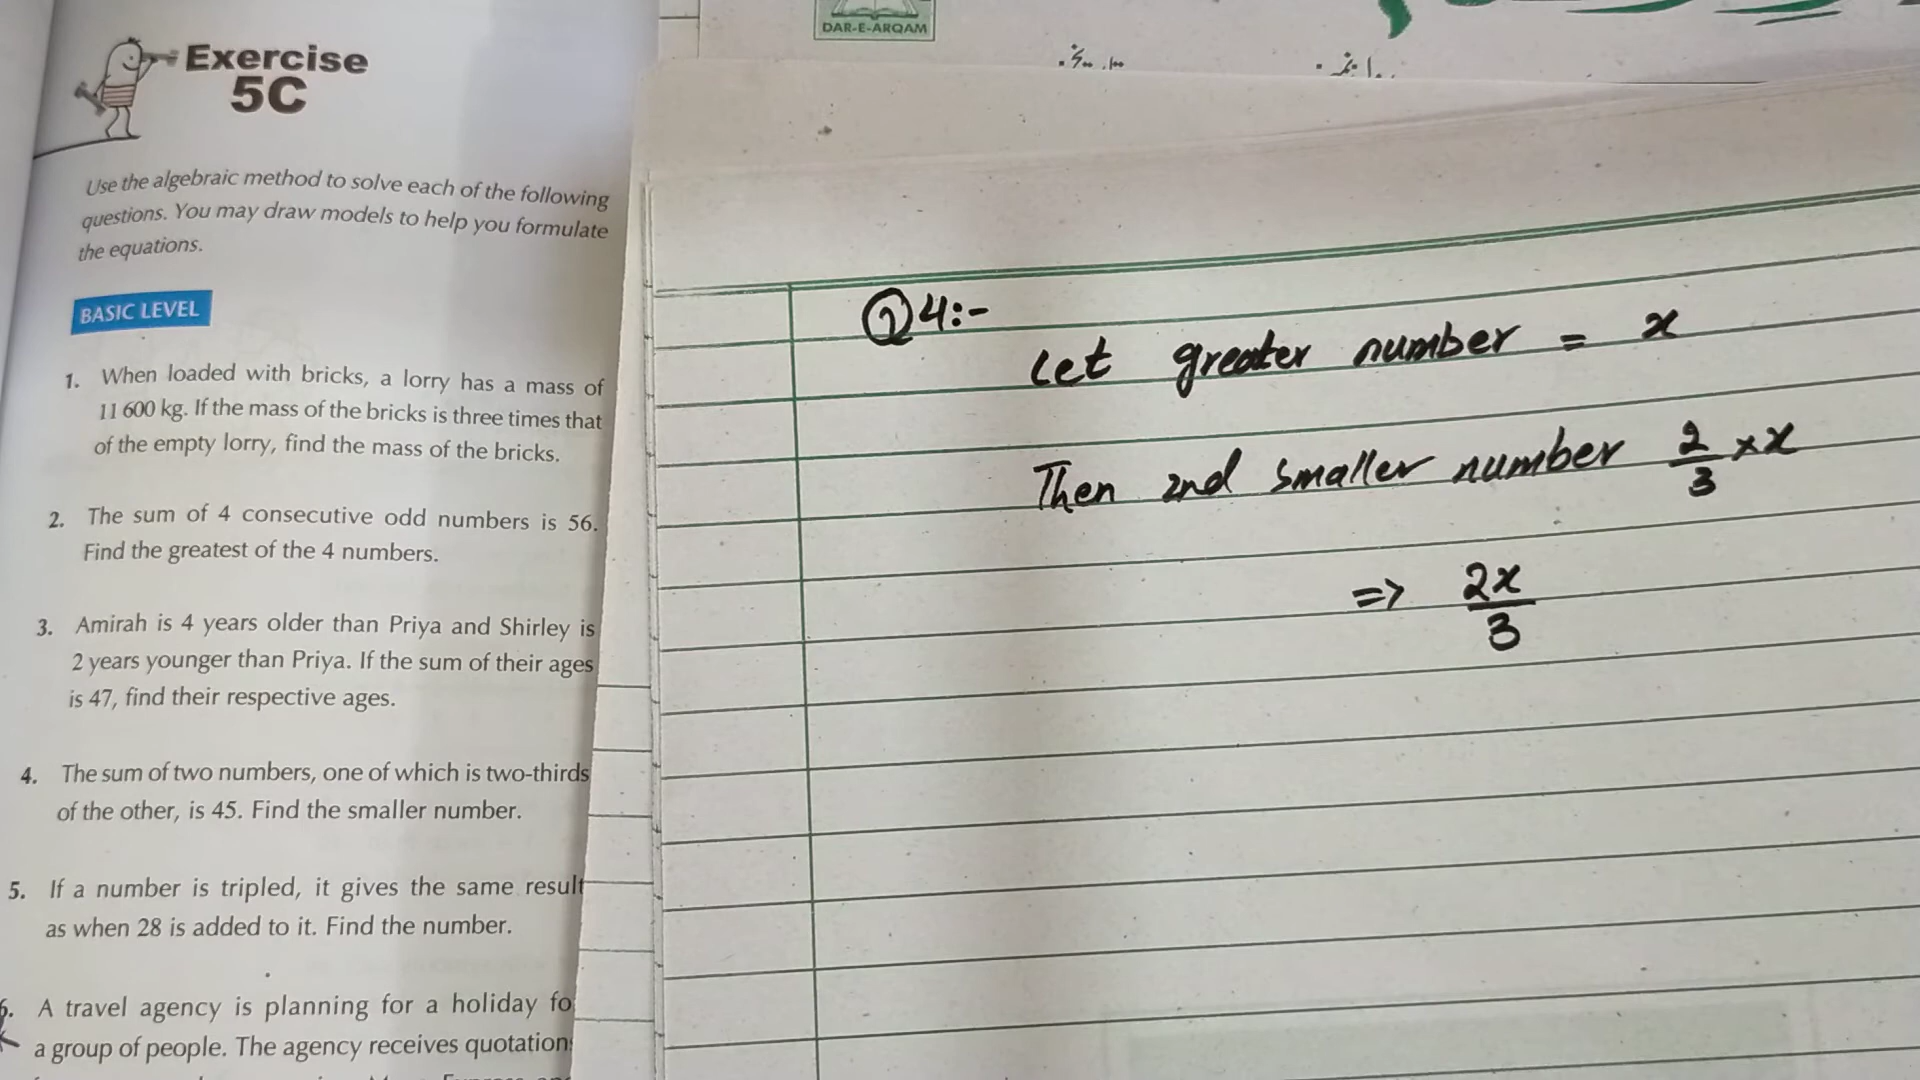 Exercise
5C
Use the algebraic method to solve each of the following
questions. You may draw models to help you formulate
the equations.
BASIC LEVEL
1. When loaded with bricks, a lorry has a mass of
11 600 kg. If the mass of the bricks is three times that
of the empty lorry, find the mass of the bricks.
2. The sum of 4 consecutive odd numbers is 56.
Find the greatest of the 4 numbers.
3. Amirah is 4 years older than Priya and Shirley is
2 years younger than Priya. If the sum of their ages
is 47, find their respective ages.
4. The sum of two numbers, one of which is two-thirds
of the other, is 45. Find the smaller number.
5. If a number is tripled, it gives the same result
as when 28 is added to it. Find the number.
6. A travel agency is planning for a holiday fo
a group of people. The agency receives quotation
DAR-E-ARQAM
Q4:-
Let greater number = x
Then 2nd smaller number 2/3 × x
=> 2x/3